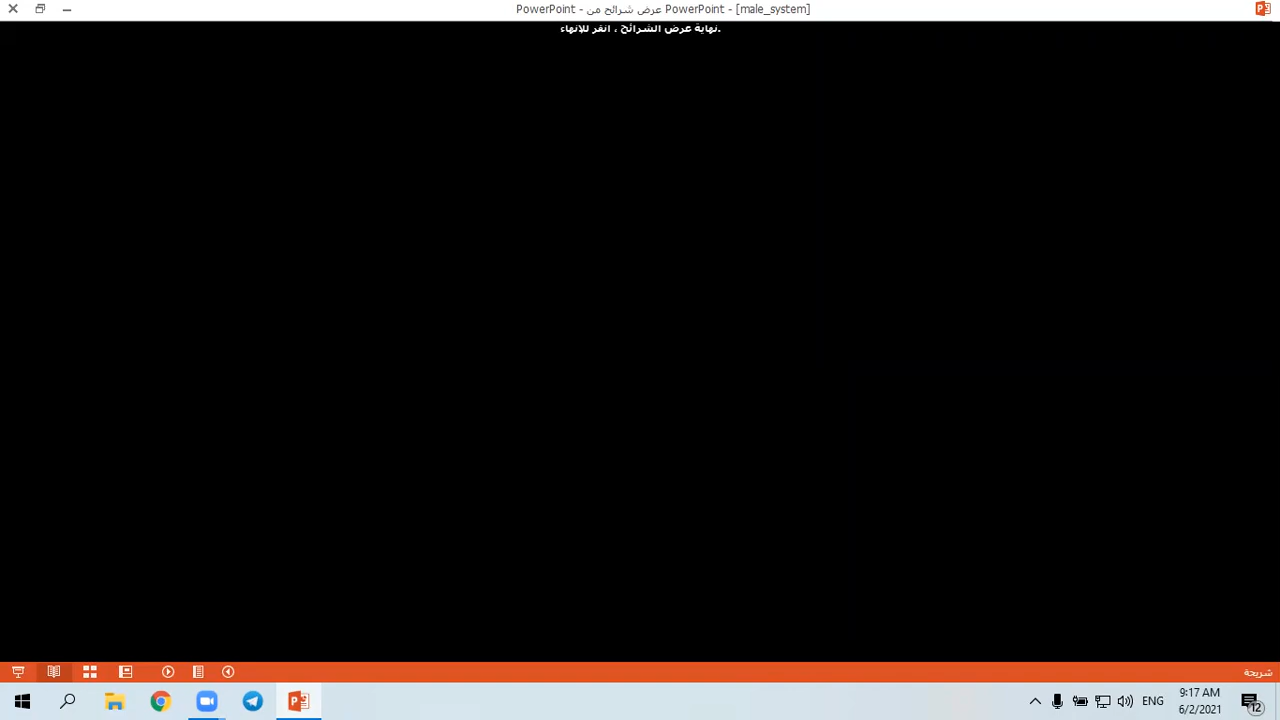 PowerPoint - عرض شرائح من PowerPoint - [male_system]
نهاية عرض الشرائح ، انقر للإنهاء.
شريحة
ENG
9:17 AM
6/2/2021
12